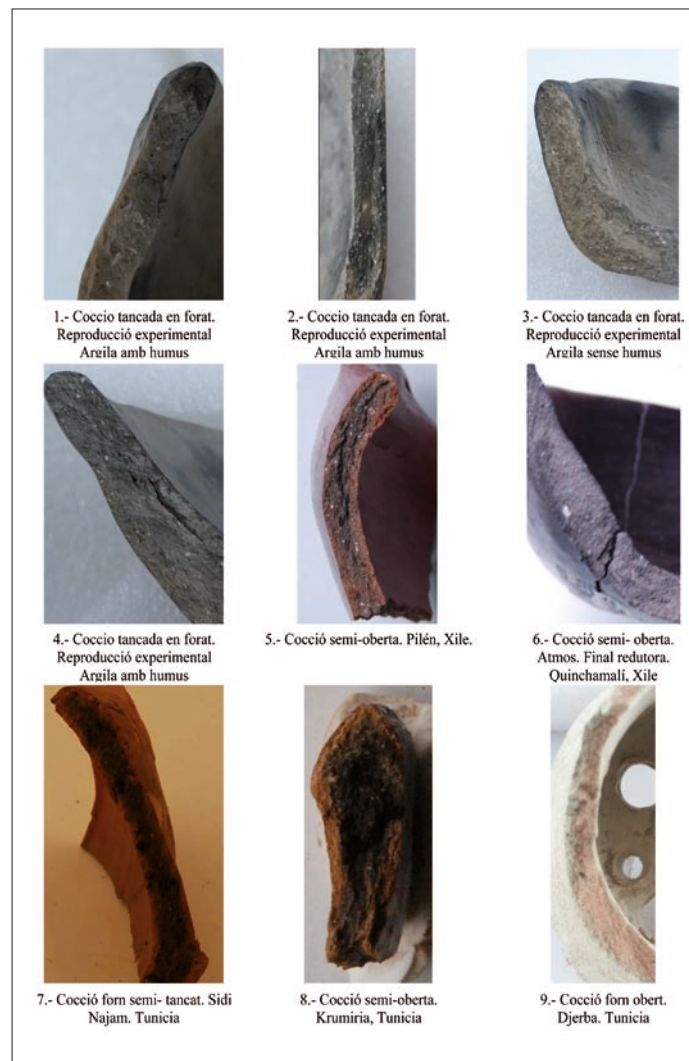 1.- Coccio tancada en forat.
Reproducció experimental
Argila amb humus
2.- Coccio tancada en forat.
Reproducció experimental
Argila amb humus
3.- Coccio tancada en forat.
Reproducció experimental
Argila sense humus
4.- Coccio tancada en forat.
Reproducció experimental
Argila amb humus
5.- Cocció semi-oberta. Pilén, Xile.
6.- Cocció semi- oberta.
Atmos. Final redutora.
Quinchamalí, Xile
7.- Cocció forn semi- tancat. Sidi
Najam. Tunicia
8.- Cocció semi-oberta.
Krumiria, Tunicia
9.- Cocció forn obert.
Djerba. Tunicia